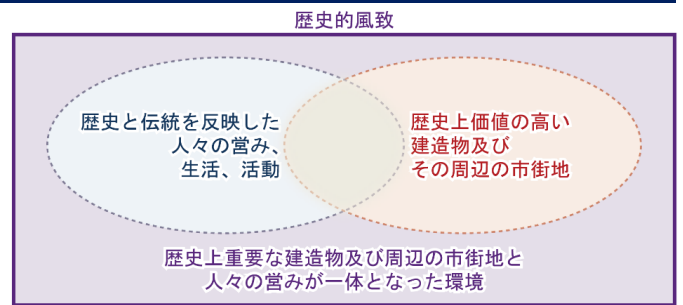 歴史的風致
歴史と伝統を反映した
人々の営み、
生活、活動
歴史上価値の高い
建造物及び
その周辺の市街地
歴史上重要な建造物及び周辺の市街地と
人々の営みが一体となった環境